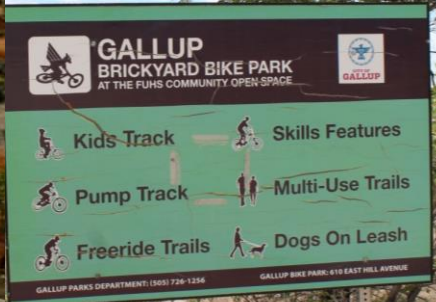 GALLUP
BRICKYARD BIKE PARK
AT THE FUHS COMMUNITY OPEN SPACE
CITY OF
GALLUP
Kids Track
Skills Features
Pump Track
Multi-Use Trails
Freeride Trails
Dogs On Leash
GALLUP PARKS DEPARTMENT: (505) 726-1256
GALLUP BIKE PARK: 610 EAST HILL AVENUE